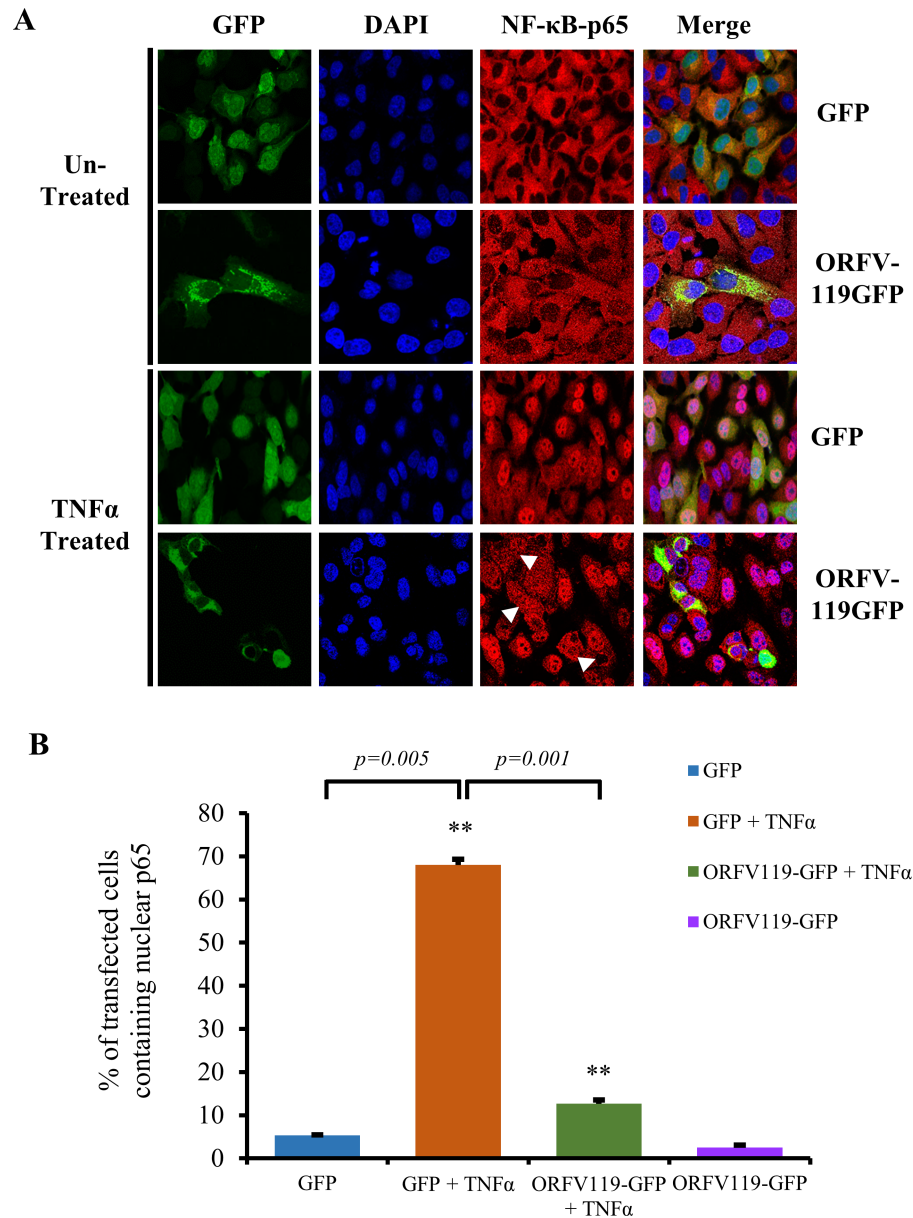 A
GFP DAPI NF-κB-p65 Merge
Un-
Treated
GFP
ORFV-
119GFP
TNFα
Treated
GFP
ORFV-
119GFP
B
p=0.005 p=0.001
% of transfected cells
containing nuclear p65
80
70
60
50
40
30
20
10
0
**
**
GFP
GFP + TNFα
ORFV119-GFP
+ TNFα
ORFV119-GFP
GFP
GFP + TNFα
ORFV119-GFP + TNFα
ORFV119-GFP